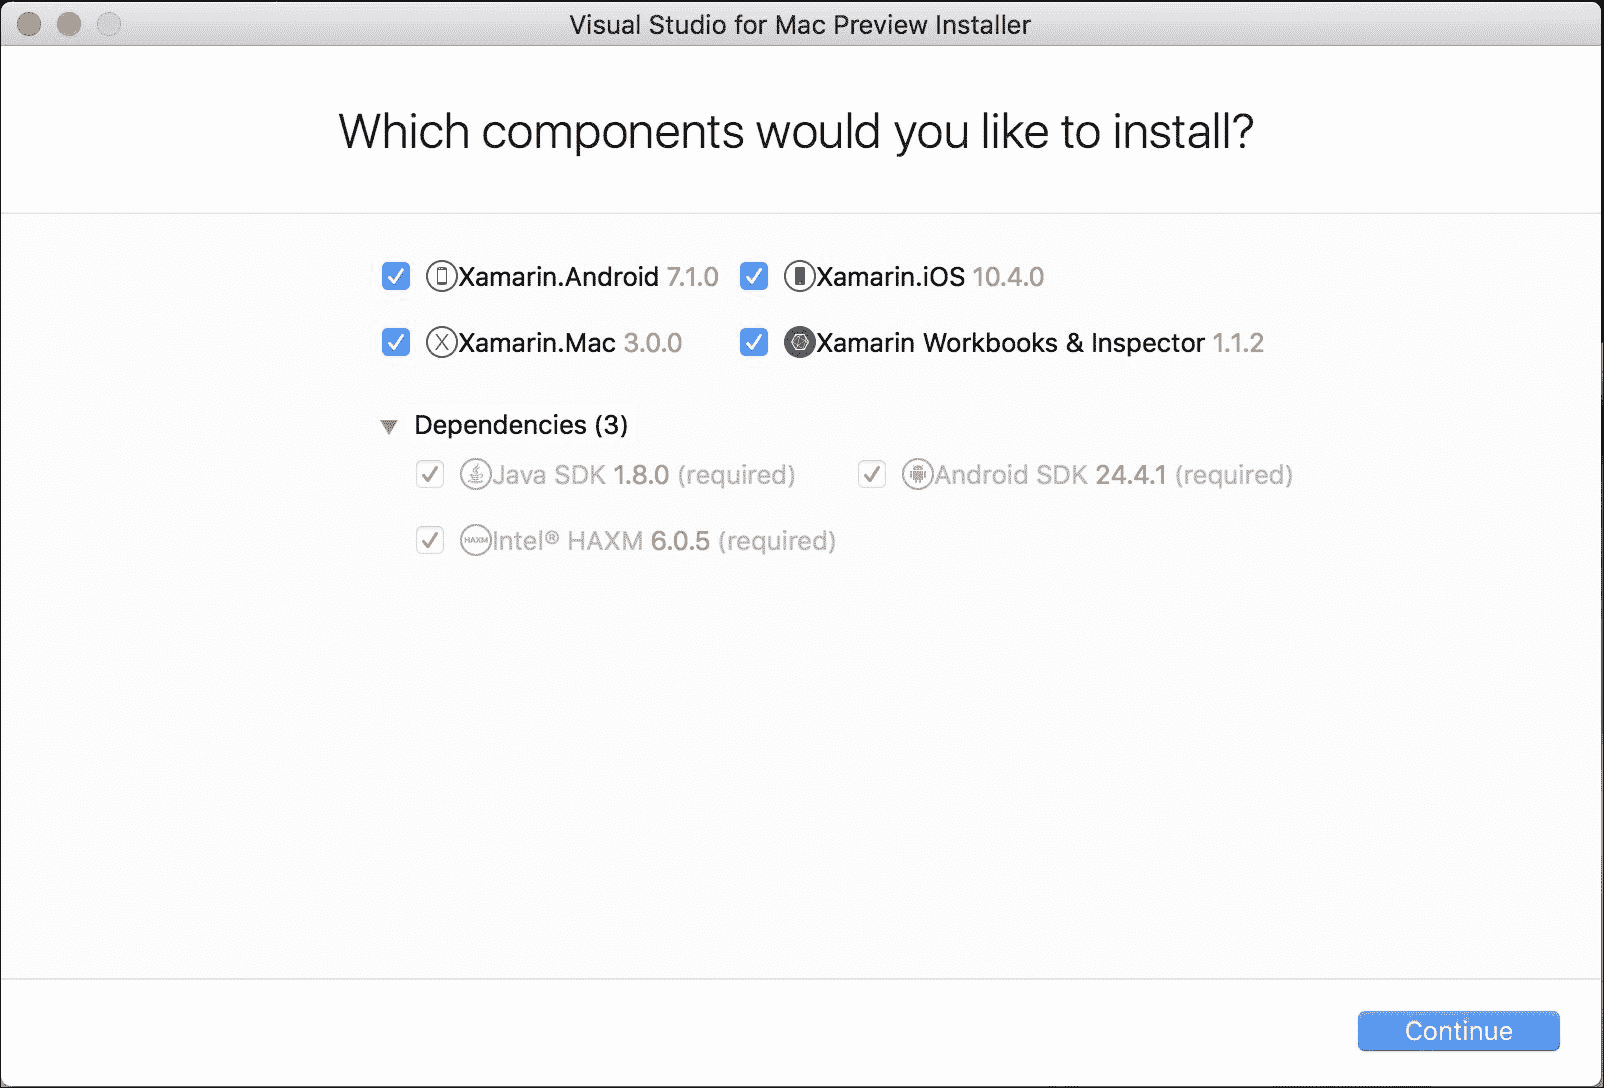 Visual Studio for Mac Preview Installer
Which components would you like to install?
Xamarin.Android 7.1.0 Xamarin.iOS 10.4.0
Xamarin.Mac 3.0.0 Xamarin Workbooks & Inspector 1.1.2
Dependencies (3)
Java SDK 1.8.0 (required) Android SDK 24.4.1 (required)
HAXM Intel® HAXM 6.0.5 (required)
Continue